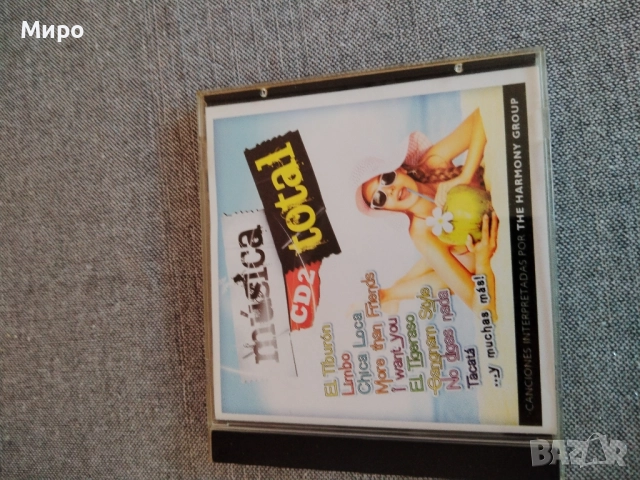 Миро
música
CD2 total
El Tiburón
Limbo
Chica Loca
More than Friends
I want you
El Tigereso
Gangnam Style
No digas nada
Tacatá
...y muchas más!
CANCIONES INTERPRETADAS POR THE HARMONY GROUP
BAZAR